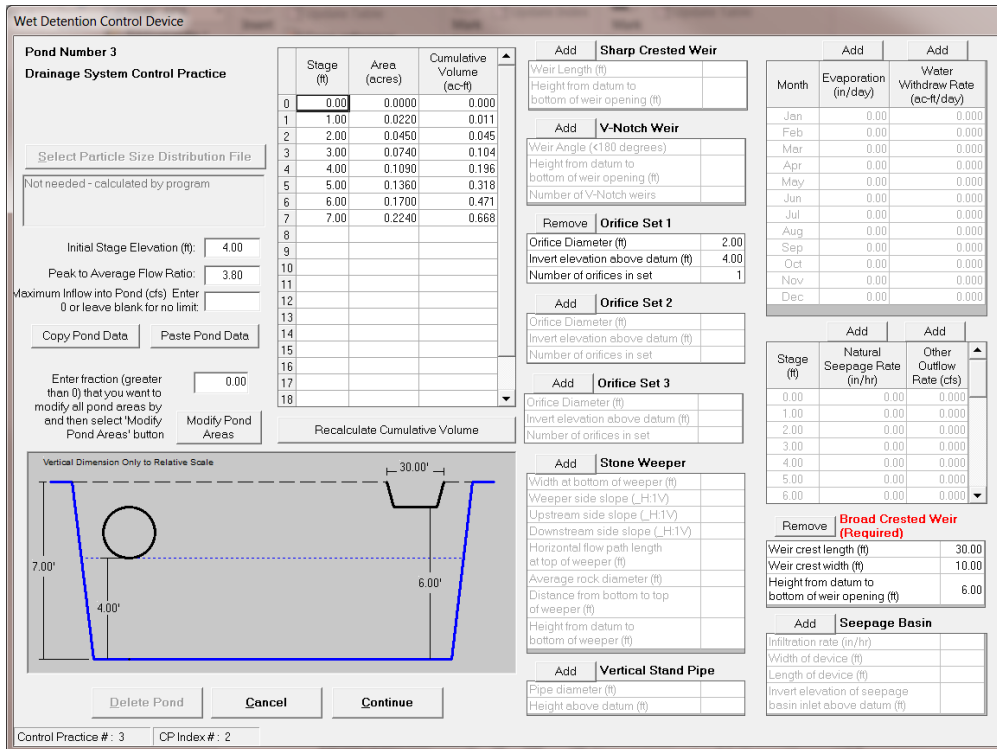 Wet Detention Control Device
Pond Number 3
Drainage System Control Practice
Select Particle Size Distribution File
Not needed - calculated by program
Initial Stage Elevation (ft): 4.00
Peak to Average Flow Ratio: 3.80
Maximum Inflow into Pond (cfs) Enter
0 or leave blank for no limit:
Copy Pond Data Paste Pond Data
Enter fraction (greater 0.00
than 0) that you want to
modify all pond areas by
and then select 'Modify
Pond Areas' button
Modify Pond
Areas
Stage
(ft)
Area
(acres)
Cumulative
Volume
(ac-ft)
0 0.00 0.0000 0.000
1 1.00 0.0220 0.011
2 2.00 0.0450 0.045
3 3.00 0.0740 0.104
4 4.00 0.1090 0.196
5 5.00 0.1360 0.318
6 6.00 0.1700 0.471
7 7.00 0.2240 0.668
8
9
10
11
12
13
14
15
16
17
18
Recalculate Cumulative Volume
Vertical Dimension Only to Relative Scale
30.00'
7.00'
4.00'
6.00'
Delete Pond Cancel Continue
Control Practice #: 3 CP Index #: 2
Add Sharp Crested Weir
Weir Length (ft)
Height from datum to
bottom of weir opening (ft)
Add V-Notch Weir
Weir Angle (<180 degrees)
Height from datum to
bottom of weir opening (ft)
Number of V-Notch weirs
Remove Orifice Set 1
Orifice Diameter (ft) 2.00
Invert elevation above datum (ft) 4.00
Number of orifices in set 1
Add Orifice Set 2
Orifice Diameter (ft)
Invert elevation above datum (ft)
Number of orifices in set
Add Orifice Set 3
Orifice Diameter (ft)
Invert elevation above datum (ft)
Number of orifices in set
Add Stone Weeper
Width at bottom of weeper (ft)
Weeper side slope (_H:1V)
Upstream side slope (_H:1V)
Downstream side slope (_H:1V)
Horizontal flow path length
at top of weeper (ft)
Average rock diameter (ft)
Distance from bottom to top
of weeper (ft)
Height from datum to
bottom of weeper (ft)
Add Vertical Stand Pipe
Pipe diameter (ft)
Height above datum (ft)
Add Add
Month
Evaporation
(in/day)
Water
Withdraw Rate
(ac-ft/day)
Jan 0.00 0.000
Feb 0.00 0.000
Mar 0.00 0.000
Apr 0.00 0.000
May 0.00 0.000
Jun 0.00 0.000
Jul 0.00 0.000
Aug 0.00 0.000
Sep 0.00 0.000
Oct 0.00 0.000
Nov 0.00 0.000
Dec 0.00 0.000
Add Add
Stage
(ft)
Natural
Seepage Rate
(in/hr)
Other
Outflow
Rate (cfs)
0.00 0.00 0.000
1.00 0.00 0.000
2.00 0.00 0.000
3.00 0.00 0.000
4.00 0.00 0.000
5.00 0.00 0.000
6.00 0.00 0.000
Remove Broad Crested Weir
(Required)
Weir crest length (ft) 30.00
Weir crest width (ft) 10.00
Height from datum to
bottom of weir opening (ft) 6.00
Add Seepage Basin
Infiltration rate (in/hr)
Width of device (ft)
Length of device (ft)
Invert elevation of seepage
basin inlet above datum (ft)